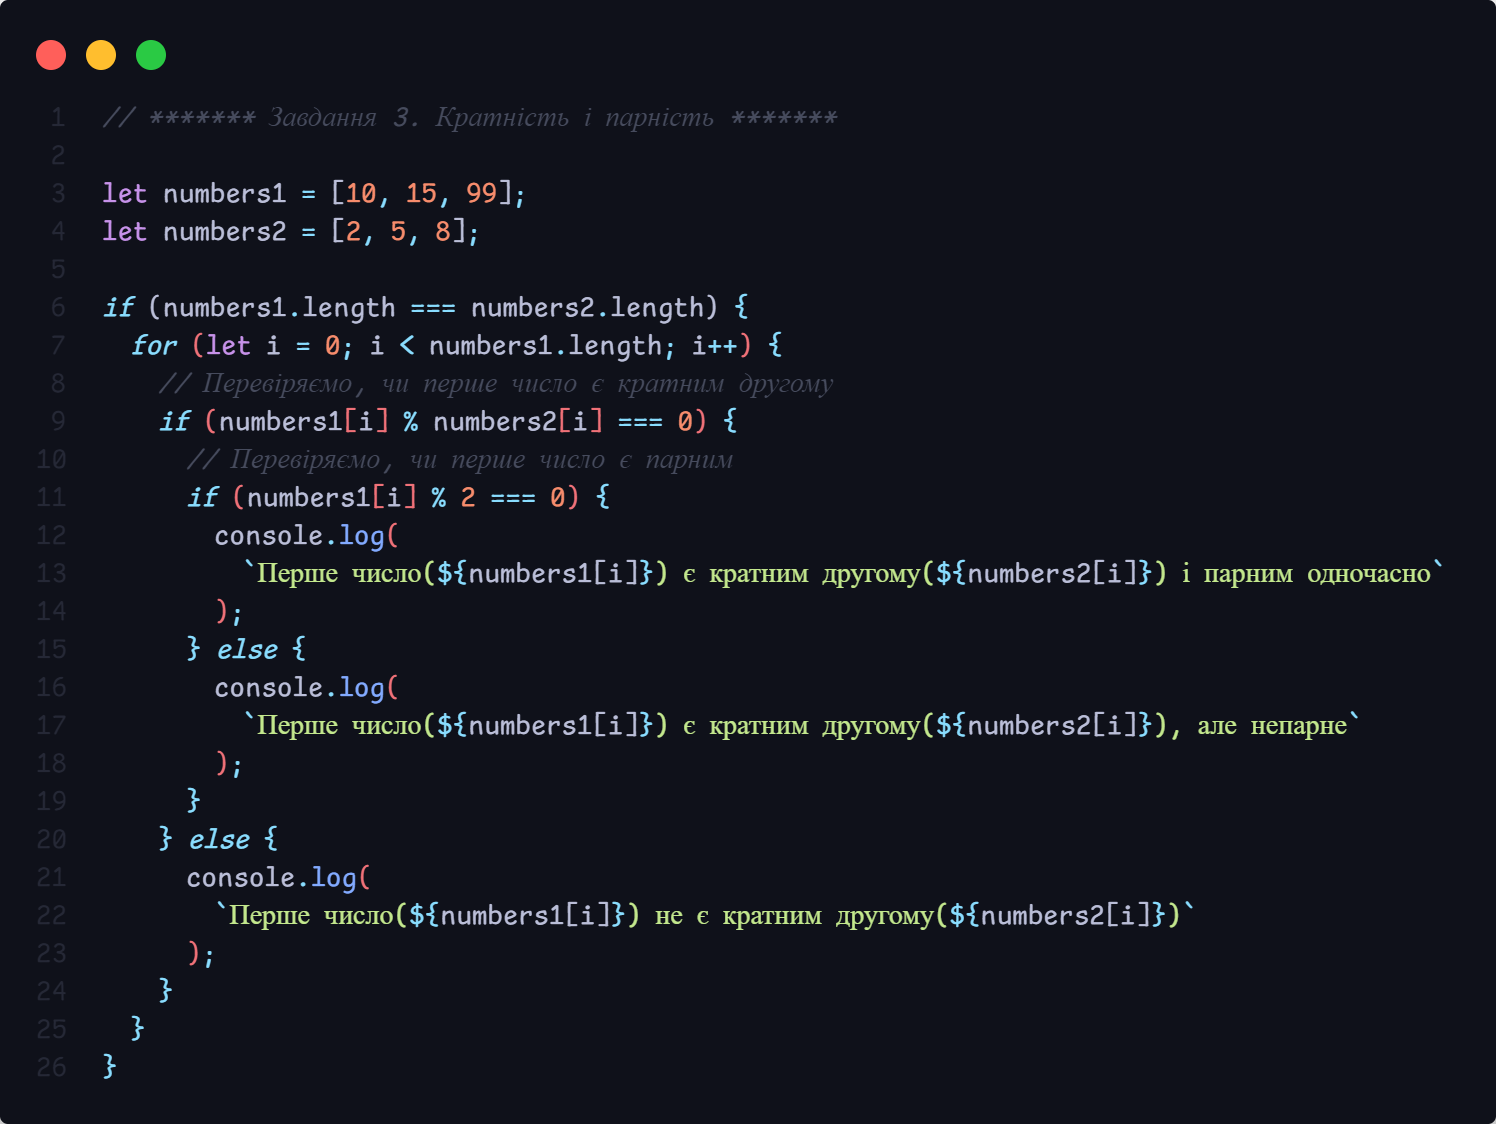 1 // ******* Завдання 3. Кратність і парність *******
2
3 let numbers1 = [10, 15, 99];
4 let numbers2 = [2, 5, 8];
5
6 if (numbers1.length === numbers2.length) {
7   for (let i = 0; i < numbers1.length; i++) {
8     // Перевіряємо, чи перше число є кратним другому
9     if (numbers1[i] % numbers2[i] === 0) {
10       // Перевіряємо, чи перше число є парним
11       if (numbers1[i] % 2 === 0) {
12         console.log(
13           `Перше число(${numbers1[i]}) є кратним другому(${numbers2[i]}) і парним одночасно`
14         );
15       } else {
16         console.log(
17           `Перше число(${numbers1[i]}) є кратним другому(${numbers2[i]}), але непарне`
18         );
19       }
20     } else {
21       console.log(
22         `Перше число(${numbers1[i]}) не є кратним другому(${numbers2[i]})`
23       );
24     }
25   }
26 }